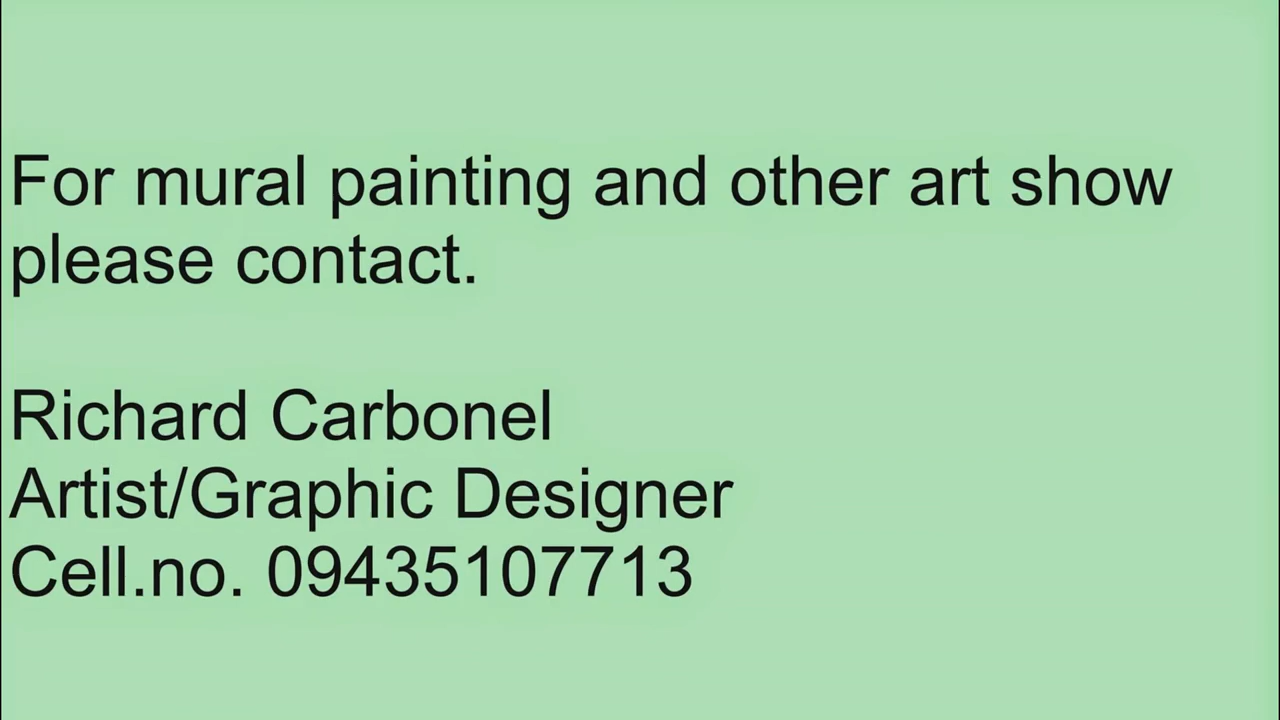 For mural painting and other art show
please contact.
Richard Carbonel
Artist/Graphic Designer
Cell.no. 09435107713